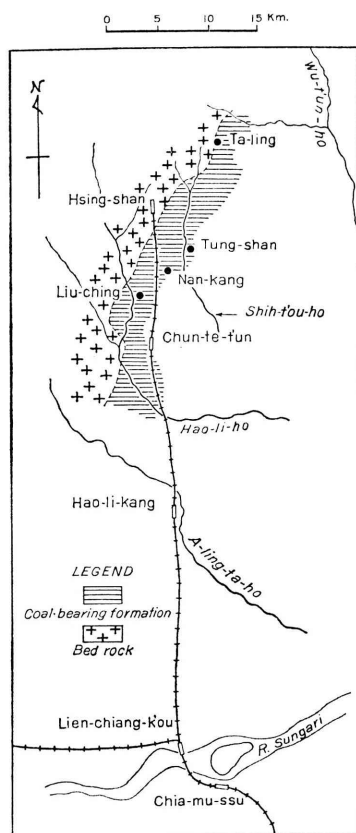 0 5 10 15 Km.
N
Wu-t'un-ho
Ta-ling
Hsing-shan
Tung-shan
Nan-kang
Liu-ching
Shih-t'ou-ho
Chun-te-t'un
Hao-li-ho
Hao-li-kang
A-ling-ta-ho
LEGEND
Coal-bearing formation
Bed rock
Lien-chiang-k'ou
R. Sungari
Chia-mu-ssu